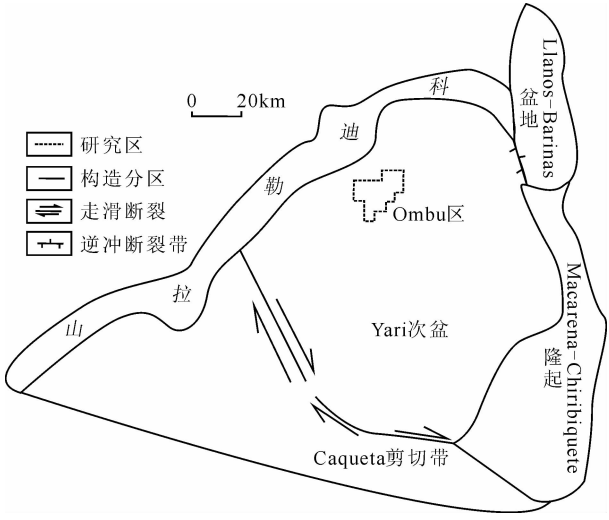 Llanos-Barinas
盆地
科
迪
勒
拉
山
0 20km
研究区
构造分区
走滑断裂
逆冲断裂带
Ombu区
Yari次盆
Macarena-Chiribiquete
隆起
Caqueta剪切带